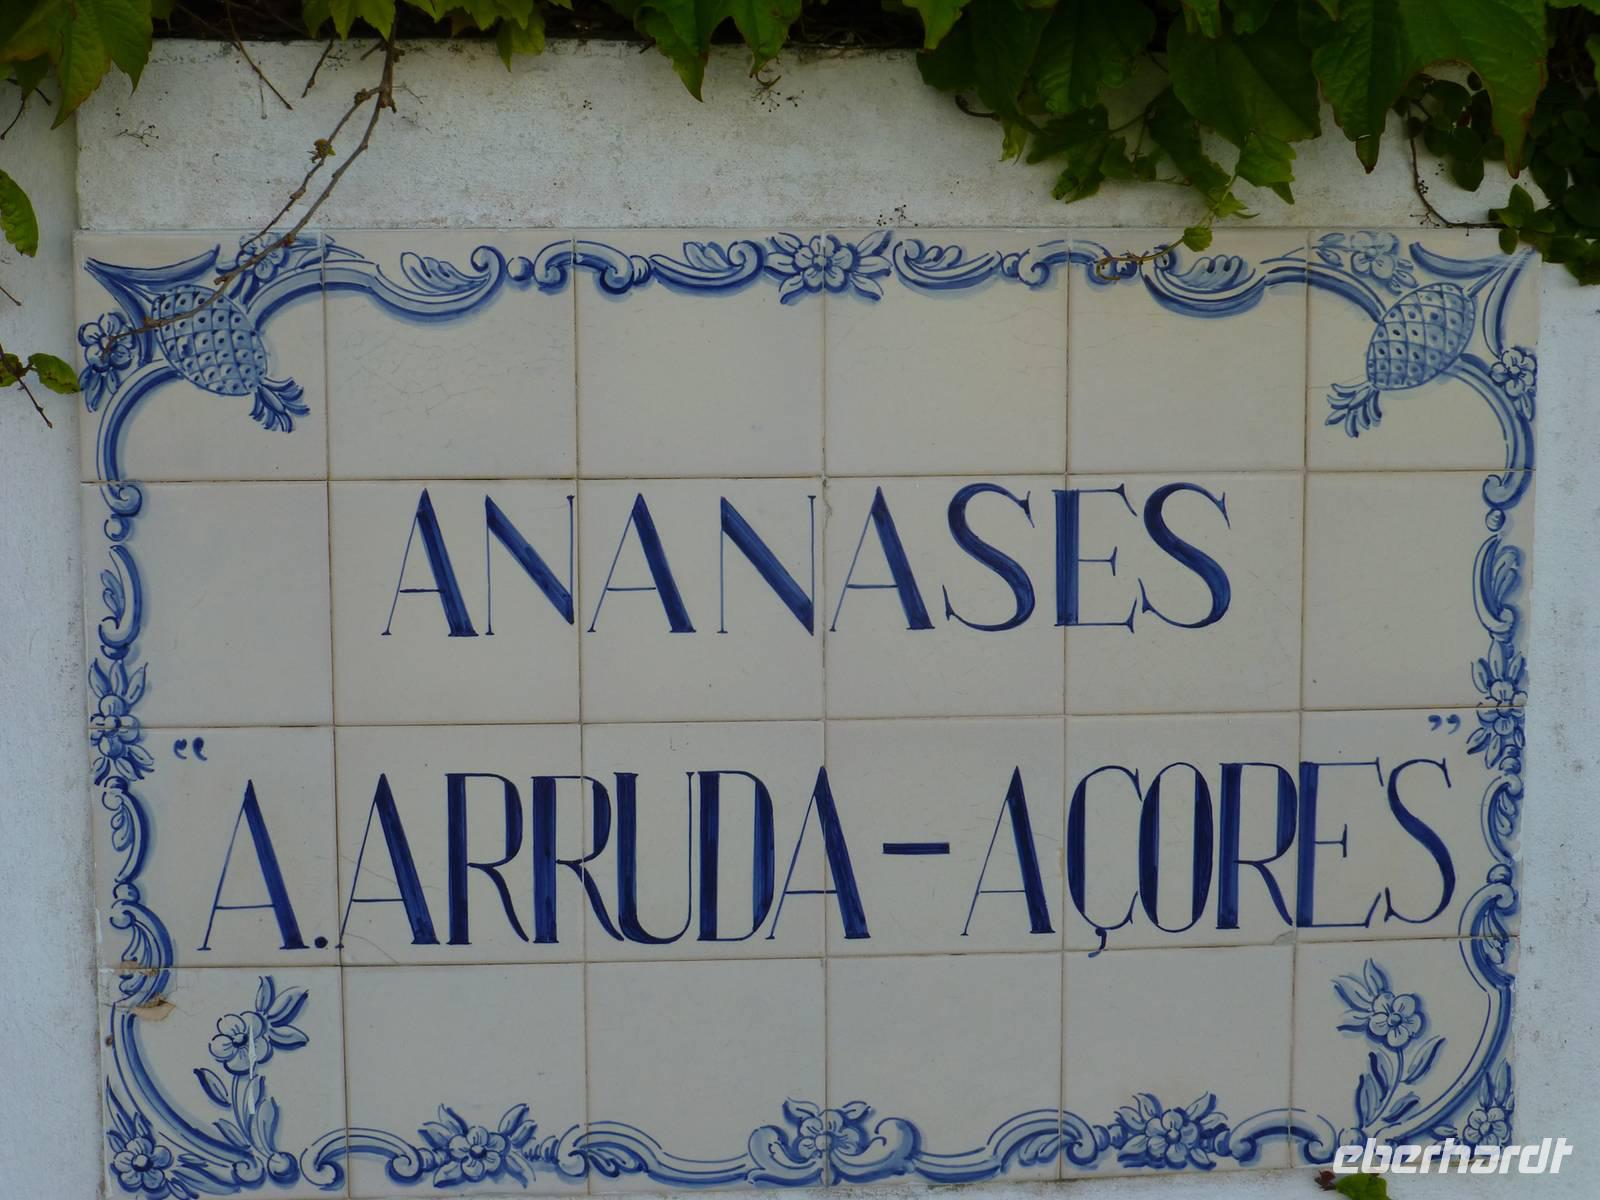 ANANASES
“A. ARRUDA - AÇORES”
eberhardt